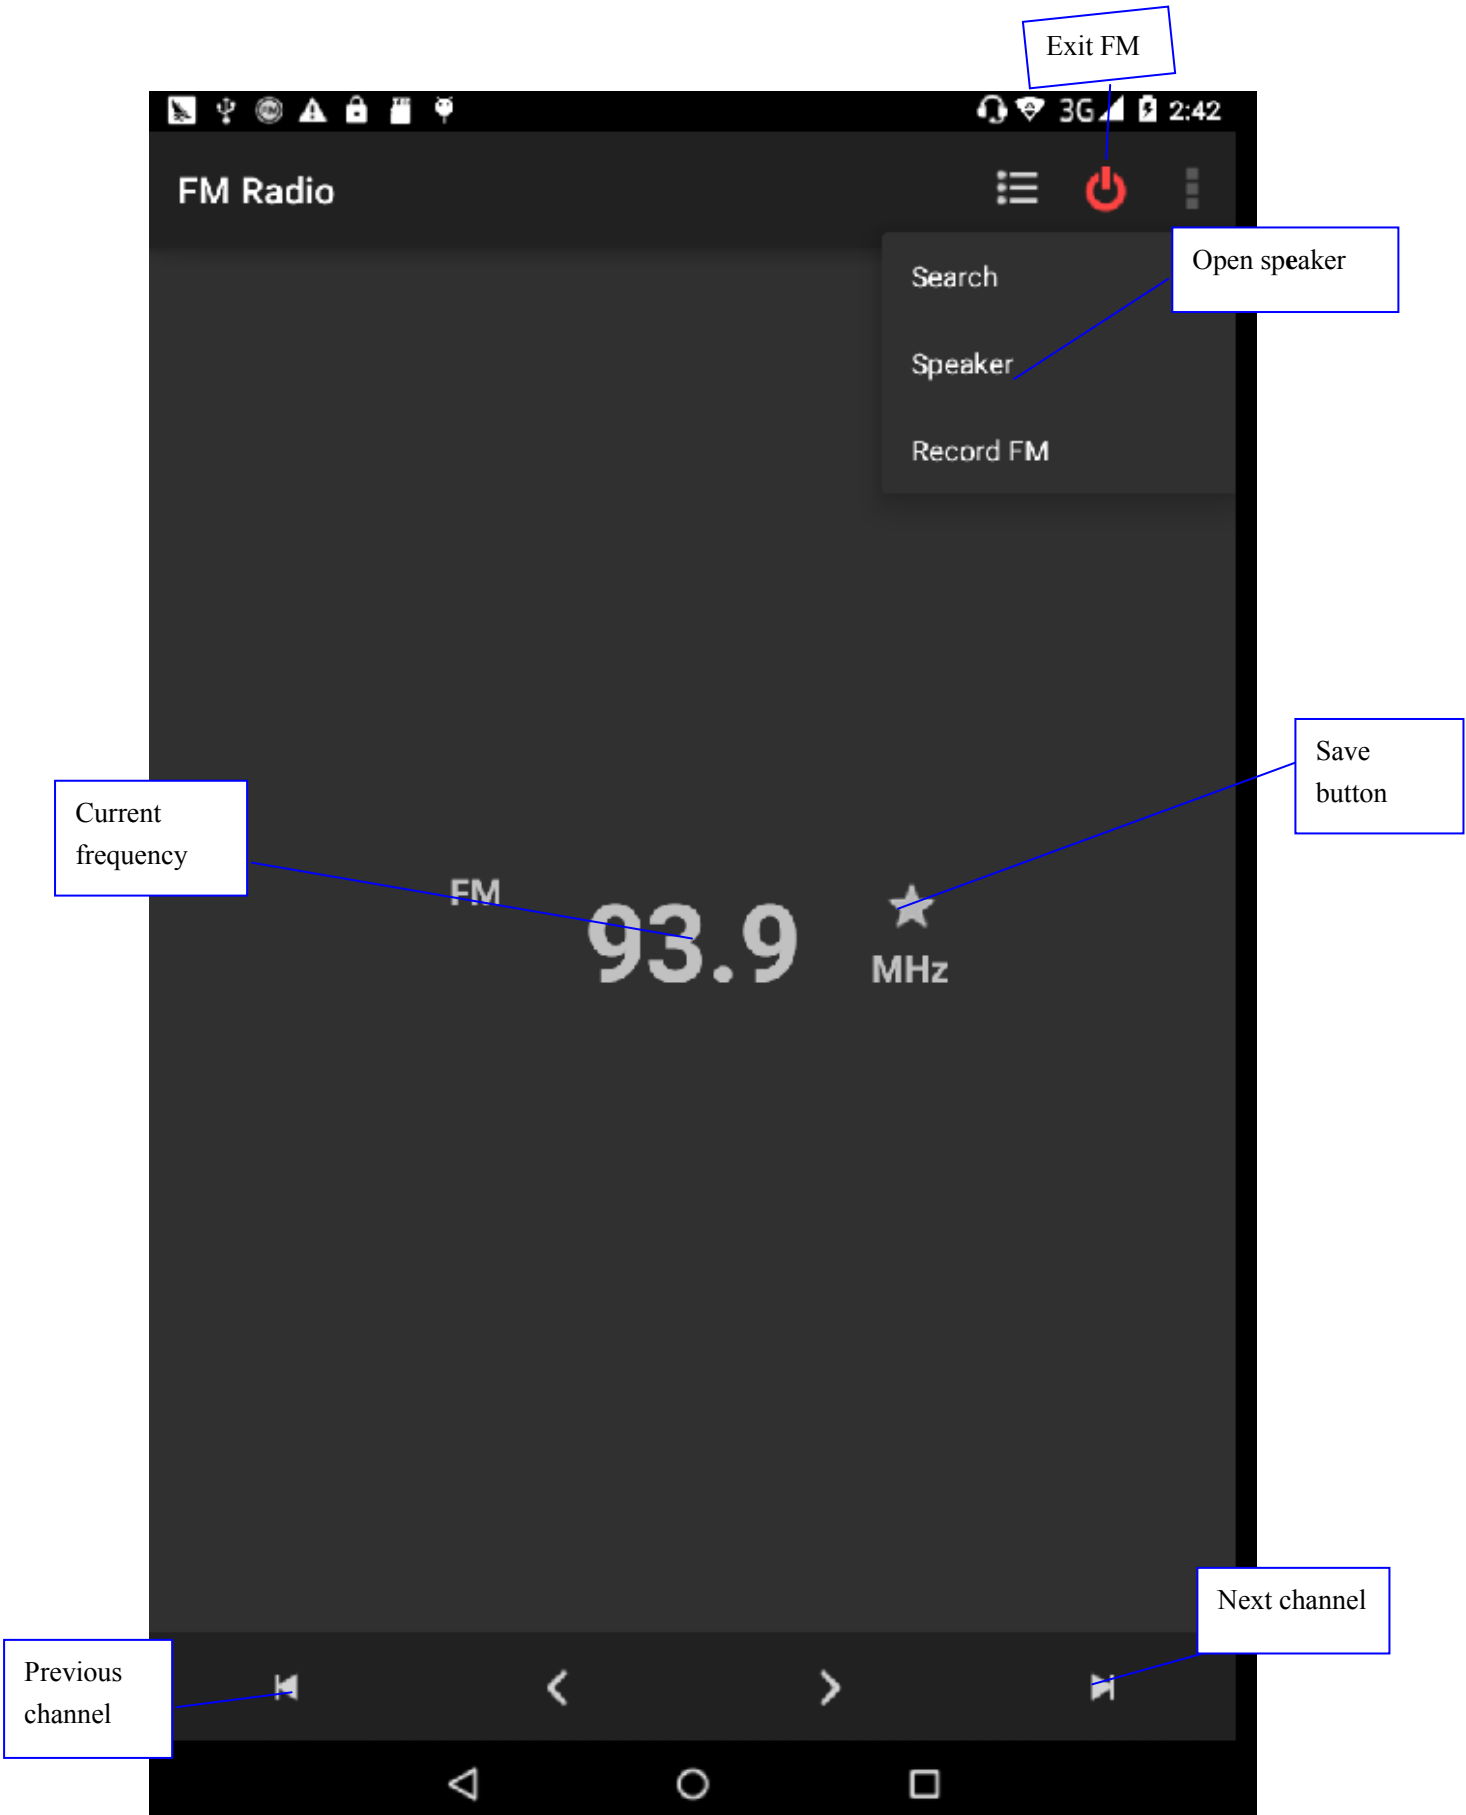 Exit FM
3G 2:42
FM Radio
Open speaker
Search
Speaker
Record FM
Save
button
Current
frequency
FM
93.9
MHz
Next channel
Previous
channel